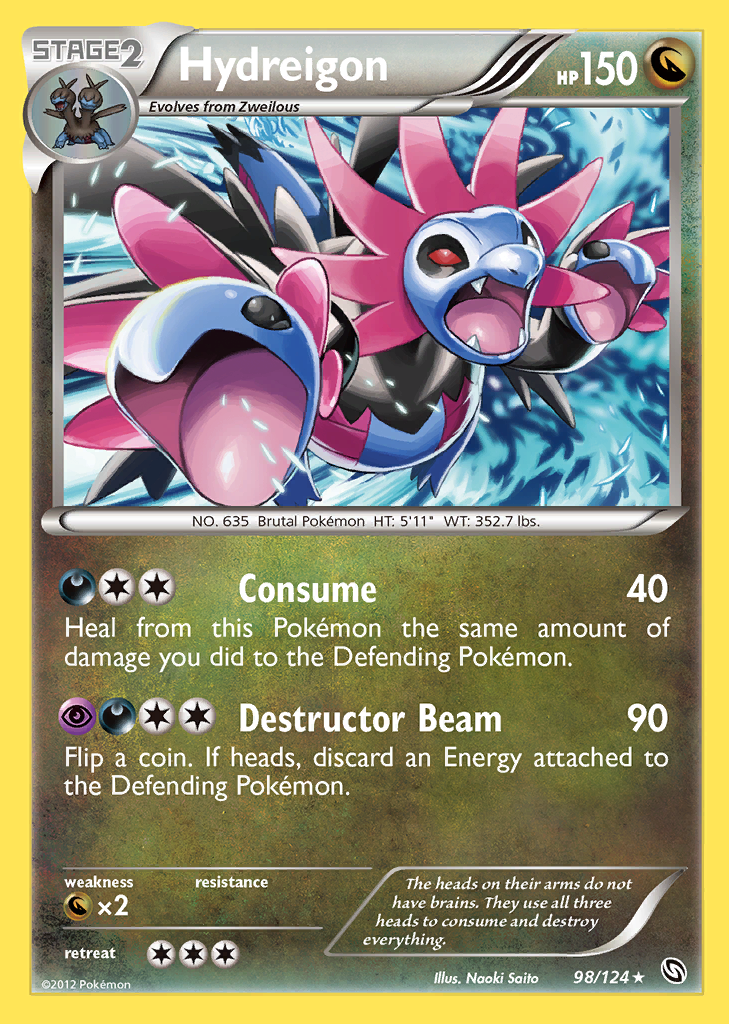 STAGE2
Hydreigon
HP150
Evolves from Zweilous
NO. 635 Brutal Pokémon HT: 5'11" WT: 352.7 lbs.
Consume 40
Heal from this Pokémon the same amount of
damage you did to the Defending Pokémon.
Destructor Beam 90
Flip a coin. If heads, discard an Energy attached to
the Defending Pokémon.
weakness resistance
×2
retreat
The heads on their arms do not
have brains. They use all three
heads to consume and destroy
everything.
©2012 Pokémon
Illus. Naoki Saito 98/124 ★